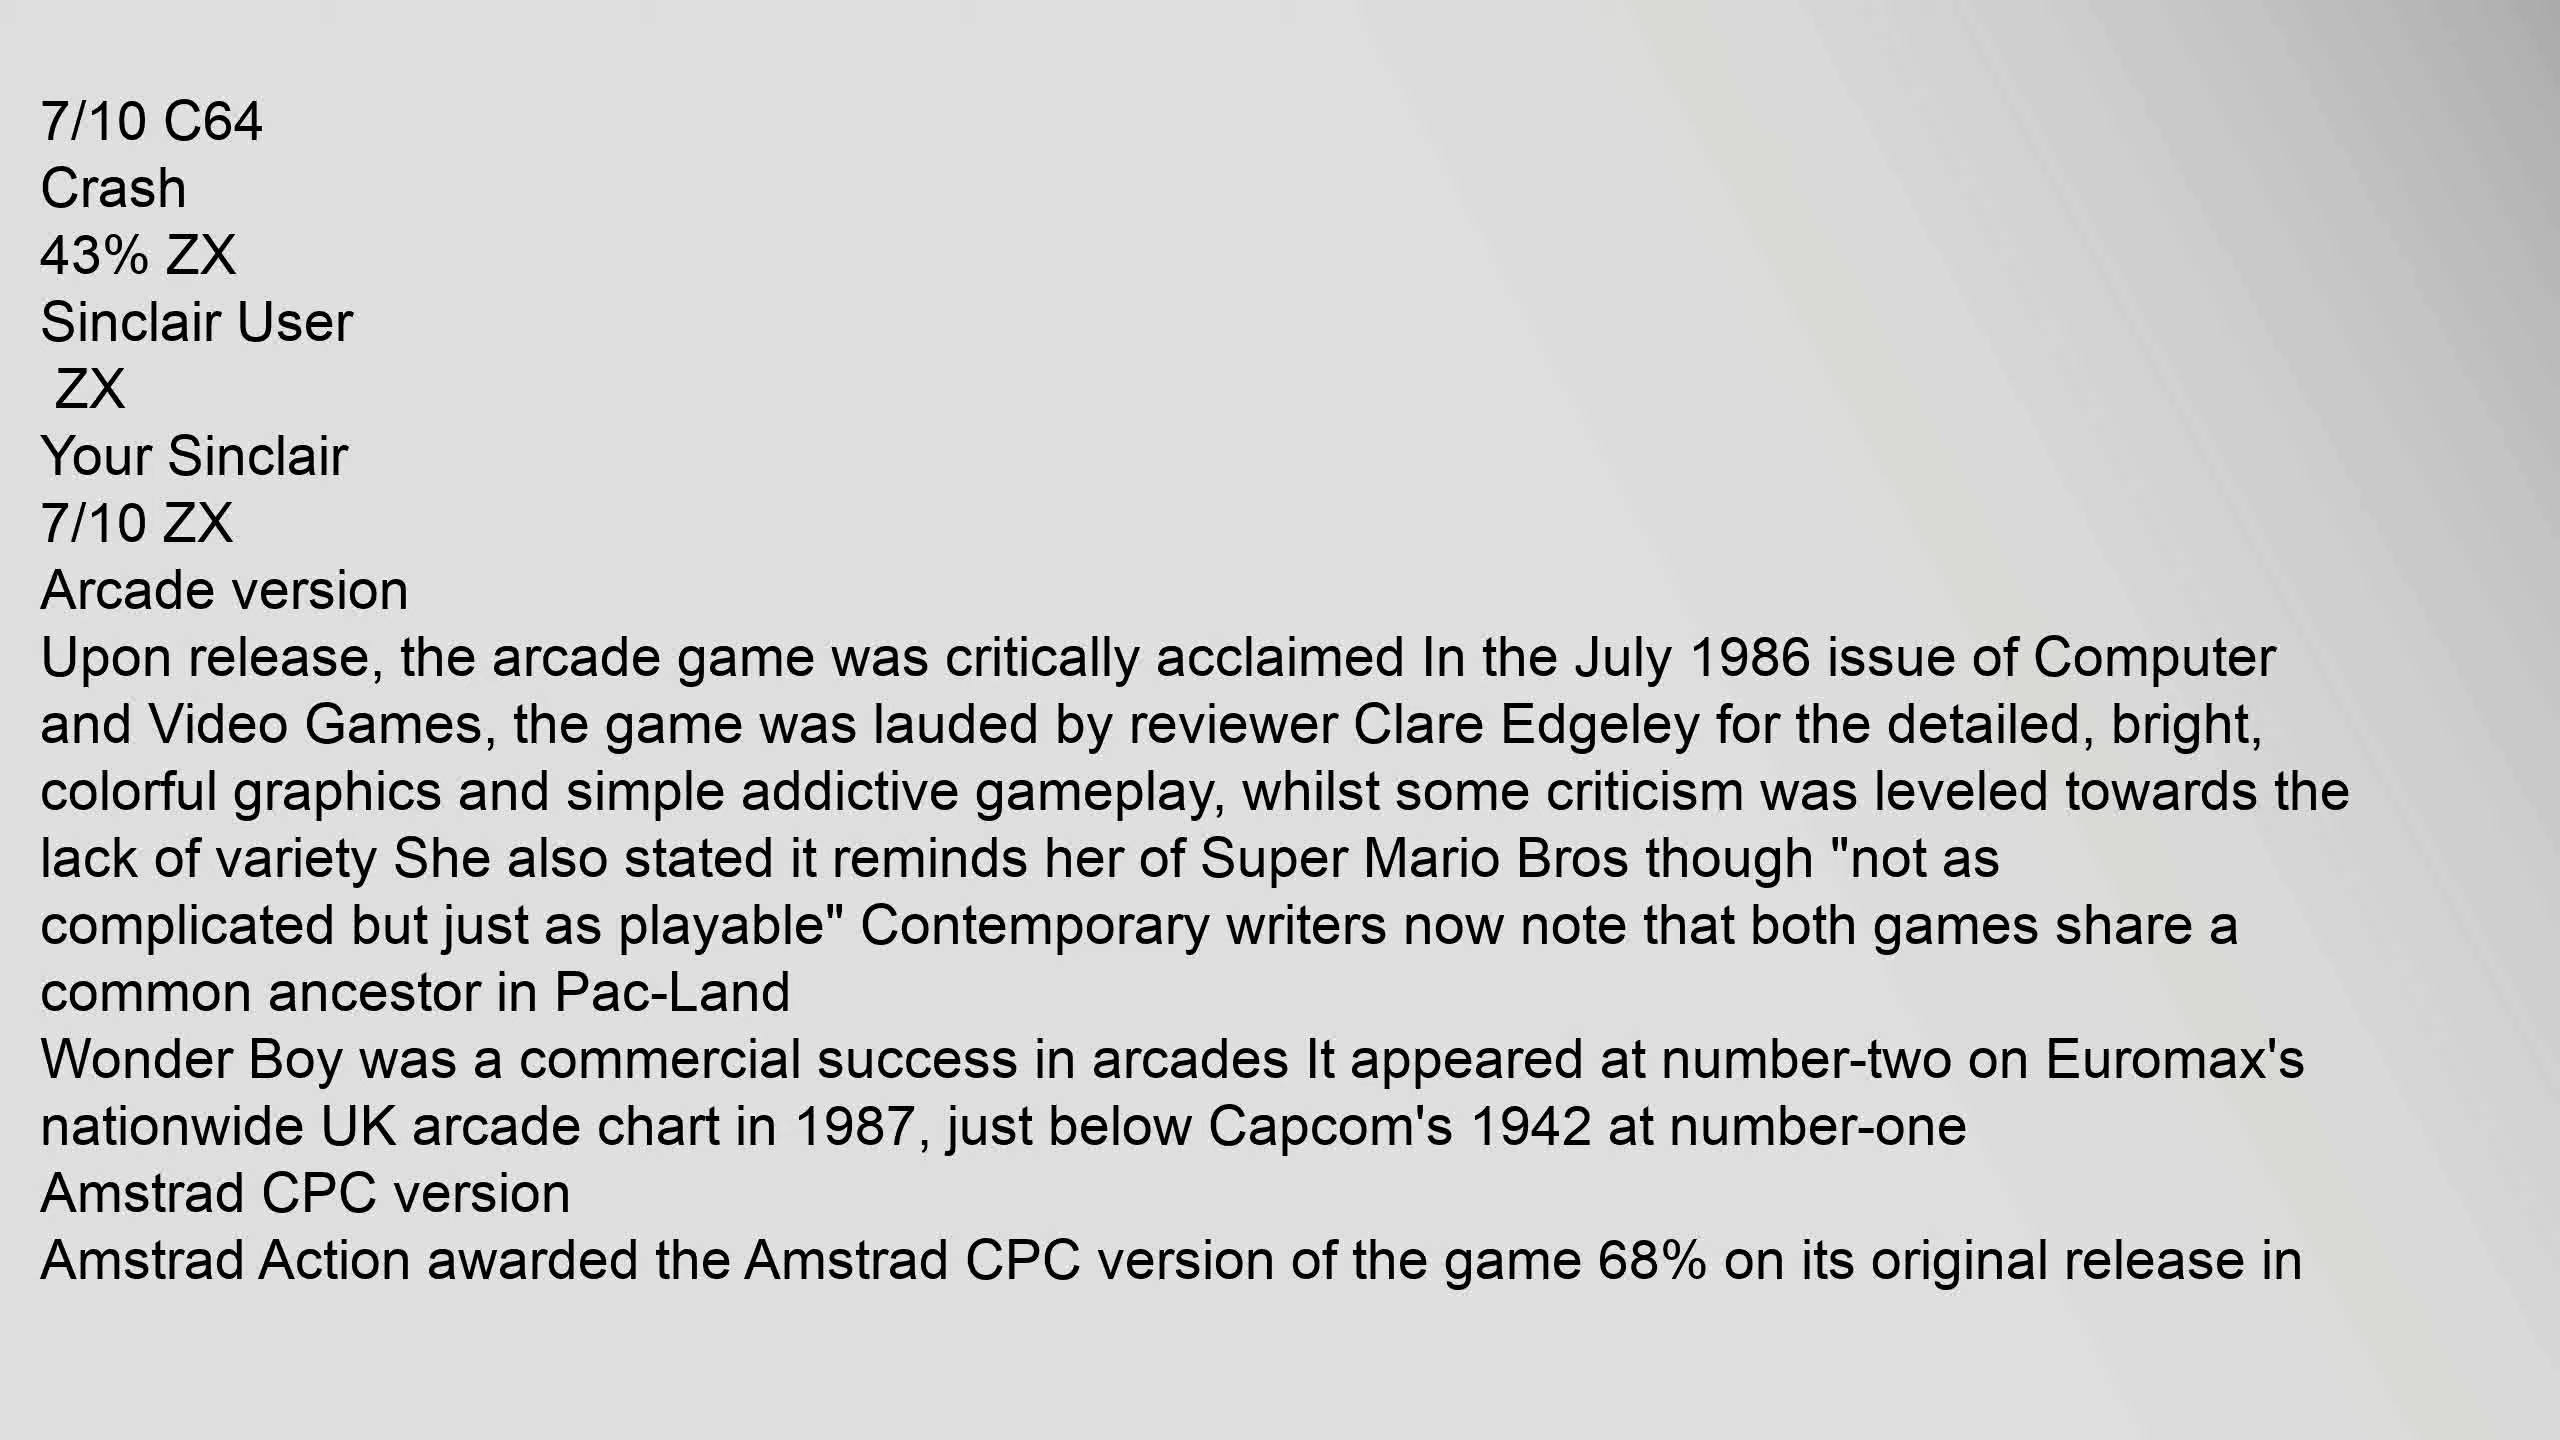 7/10 C64
Crash
43% ZX
Sinclair User
ZX
Your Sinclair
7/10 ZX
Arcade version
Upon release, the arcade game was critically acclaimed In the July 1986 issue of Computer
and Video Games, the game was lauded by reviewer Clare Edgeley for the detailed, bright,
colorful graphics and simple addictive gameplay, whilst some criticism was leveled towards the
lack of variety She also stated it reminds her of Super Mario Bros though "not as
complicated but just as playable" Contemporary writers now note that both games share a
common ancestor in Pac-Land
Wonder Boy was a commercial success in arcades It appeared at number-two on Euromax's
nationwide UK arcade chart in 1987, just below Capcom's 1942 at number-one
Amstrad CPC version
Amstrad Action awarded the Amstrad CPC version of the game 68% on its original release in